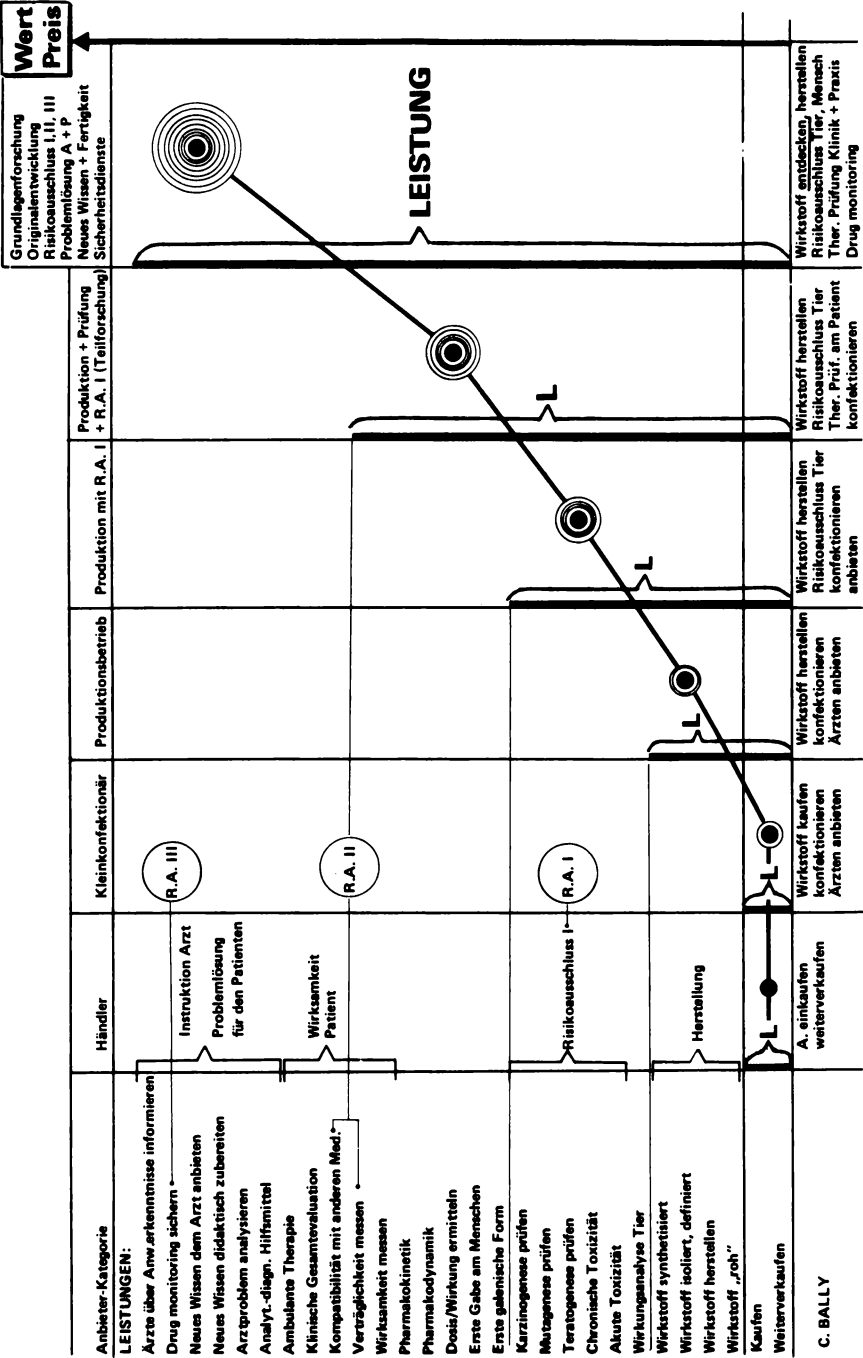 Anbieter-Kategorie
Händler
Kleinkonfektionär
Produktionsbetrieb
Produktion mit R.A. I
Produktion + Prüfung
+ R.A. I (Teilforschung)
Grundlagenforschung
Originalentwicklung
Risikoausschluss I, II, III
Problemlösung A + P
Neues Wissen + Fertigkeit
Sicherheitsdienste
Wert
Preis
LEISTUNGEN:
Ärzte über Anw.erkenntnisse informieren
Drug monitoring sichern
Neues Wissen dem Arzt anbieten
Neues Wissen didaktisch zubereiten
Arztproblem analysieren
Analyt.-diagn. Hilfsmittel
Ambulante Therapie
Klinische Gesamtevaluation
Kompatibilität mit anderen Med.
Verträglichkeit messen
Wirksamkeit messen
Pharmakokinetik
Pharmakodynamik
Dosis/Wirkung ermitteln
Erste Gabe am Menschen
Erste galenische Form
Karzinogenese prüfen
Mutagenese prüfen
Teratogenese prüfen
Chronische Toxizität
Akute Toxizität
Wirkungsanalyse Tier
Wirkstoff synthetisiert
Wirkstoff isoliert, definiert
Wirkstoff herstellen
Wirkstoff „roh"
Kaufen
Weiterverkaufen
Instruktion Arzt
Problemlösung
für den Patienten
Wirksamkeit
Patient
Risikoausschluss I
Herstellung
R.A. III
R.A. II
R.A. I
L
L
L
L
L
LEISTUNG
A. einkaufen
weiterverkaufen
Wirkstoff kaufen
konfektionieren
Ärzten anbieten
Wirkstoff herstellen
konfektionieren
Ärzten anbieten
Wirkstoff herstellen
Risikoausschluss Tier
konfektionieren
anbieten
Wirkstoff herstellen
Risikoausschluss Tier
Ther. Prüf. am Patient
konfektionieren
Wirkstoff entdecken, herstellen
Risikoausschluss Tier, Mensch
Ther. Prüfung Klinik + Praxis
Drug monitoring
C. BALLY